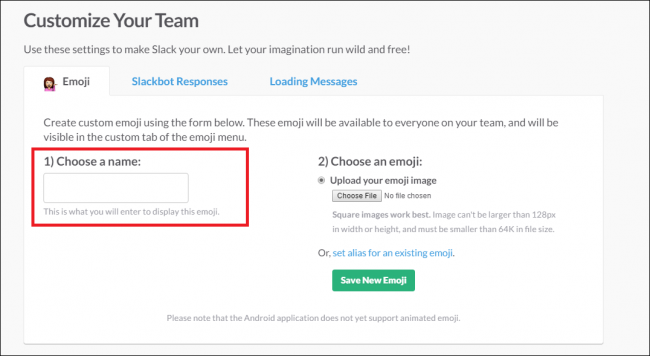 Customize Your Team
Use these settings to make Slack your own. Let your imagination run wild and free!
Emoji
Slackbot Responses
Loading Messages
Create custom emoji using the form below. These emoji will be available to everyone on your team, and will be
visible in the custom tab of the emoji menu.
1) Choose a name:
This is what you will enter to display this emoji.
2) Choose an emoji:
Upload your emoji image
Choose File No file chosen
Square images work best. Image can't be larger than 128px
in width or height, and must be smaller than 64K in file size.
Or, set alias for an existing emoji.
Save New Emoji
Please note that the Android application does not yet support animated emoji.